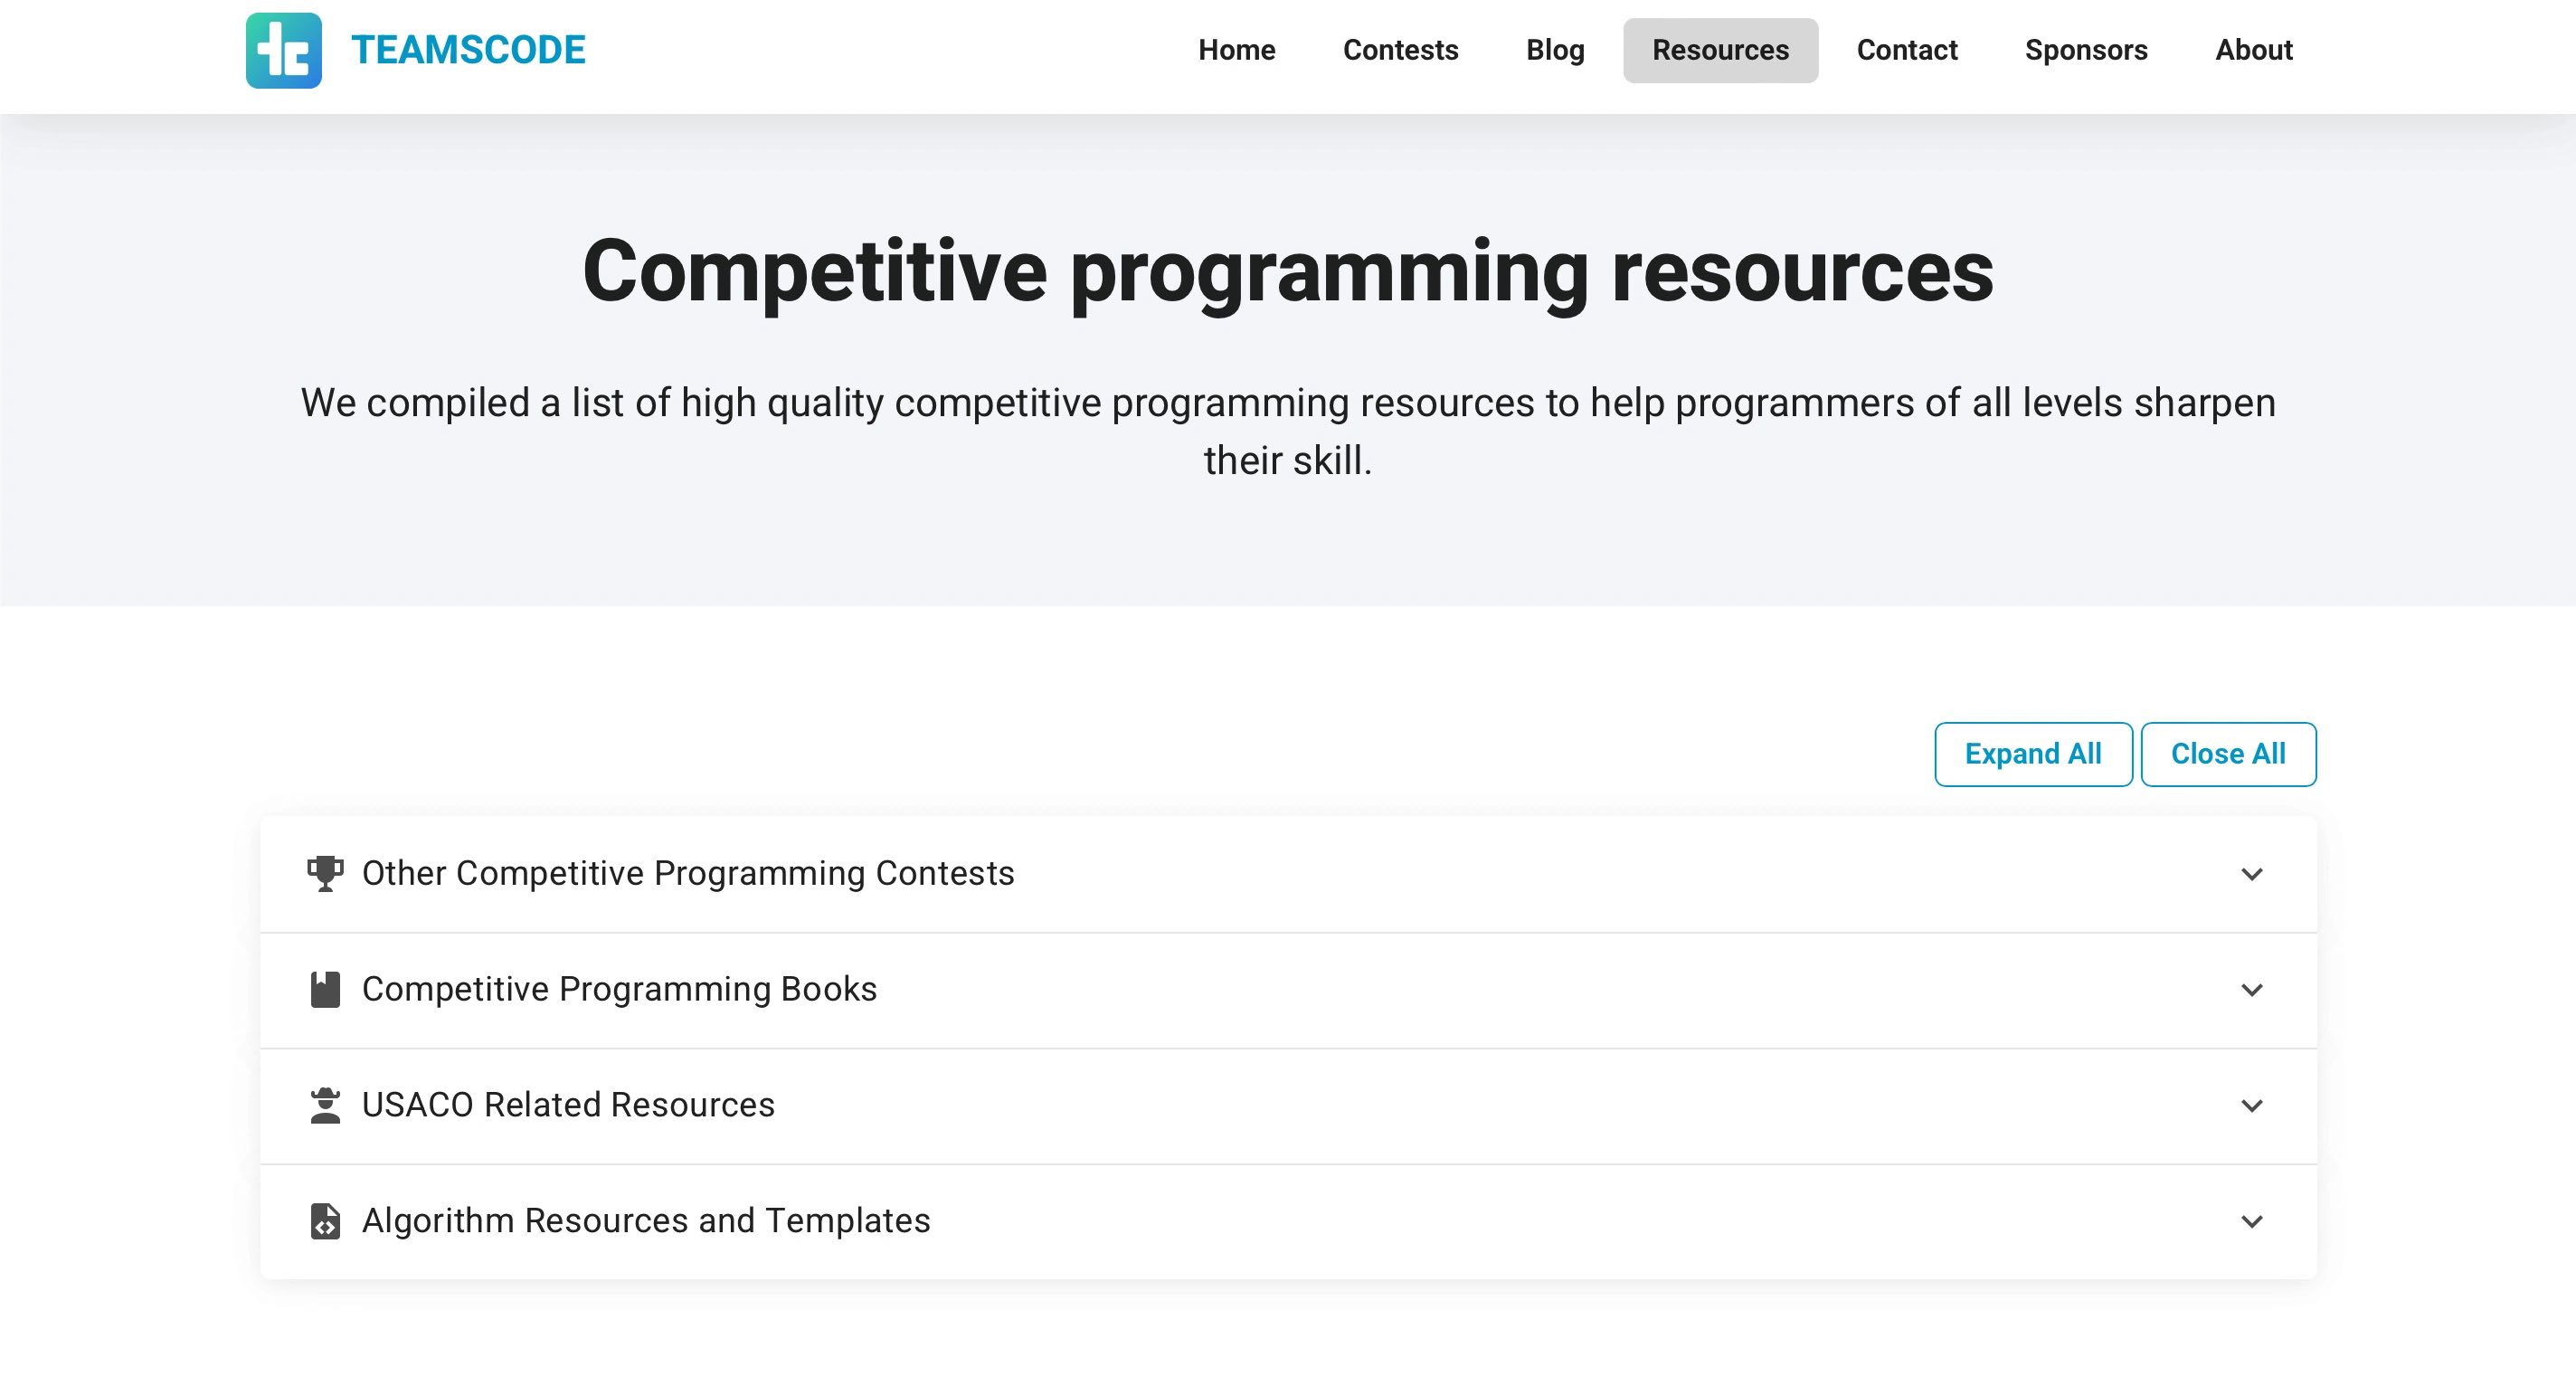 TEAMSCODE
Home Contests Blog Resources Contact Sponsors About
Competitive programming resources
We compiled a list of high quality competitive programming resources to help programmers of all levels sharpen
their skill.
Expand All Close All
Other Competitive Programming Contests
Competitive Programming Books
USACO Related Resources
Algorithm Resources and Templates